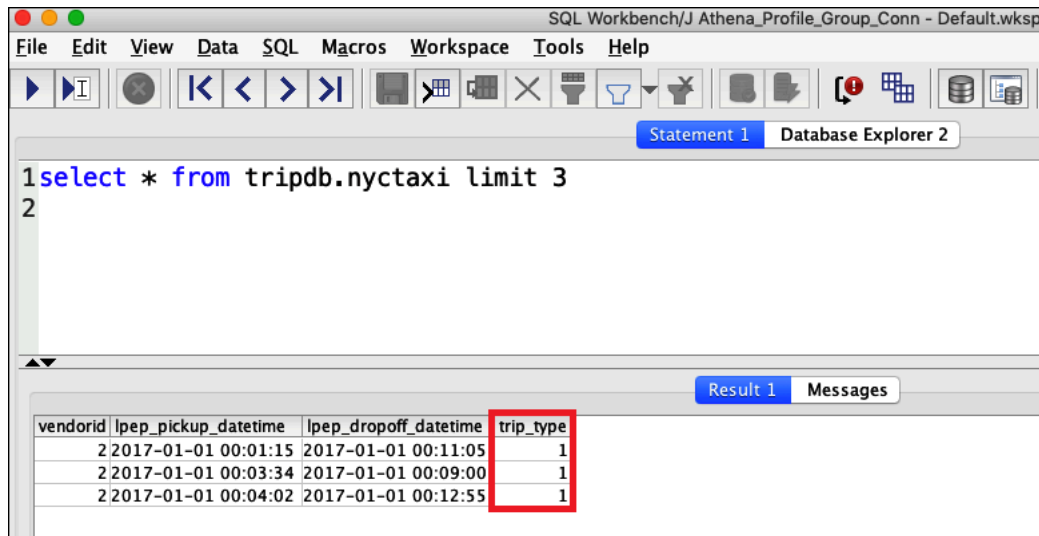 SQL Workbench/J Athena_Profile_Group_Conn - Default.wksp
File Edit View Data SQL Macros Workspace Tools Help
Statement 1 Database Explorer 2
1 select * from tripdb.nyctaxi limit 3
2
Result 1 Messages
vendorid lpep_pickup_datetime lpep_dropoff_datetime trip_type
2 2017-01-01 00:01:15 2017-01-01 00:11:05 1
2 2017-01-01 00:03:34 2017-01-01 00:09:00 1
2 2017-01-01 00:04:02 2017-01-01 00:12:55 1